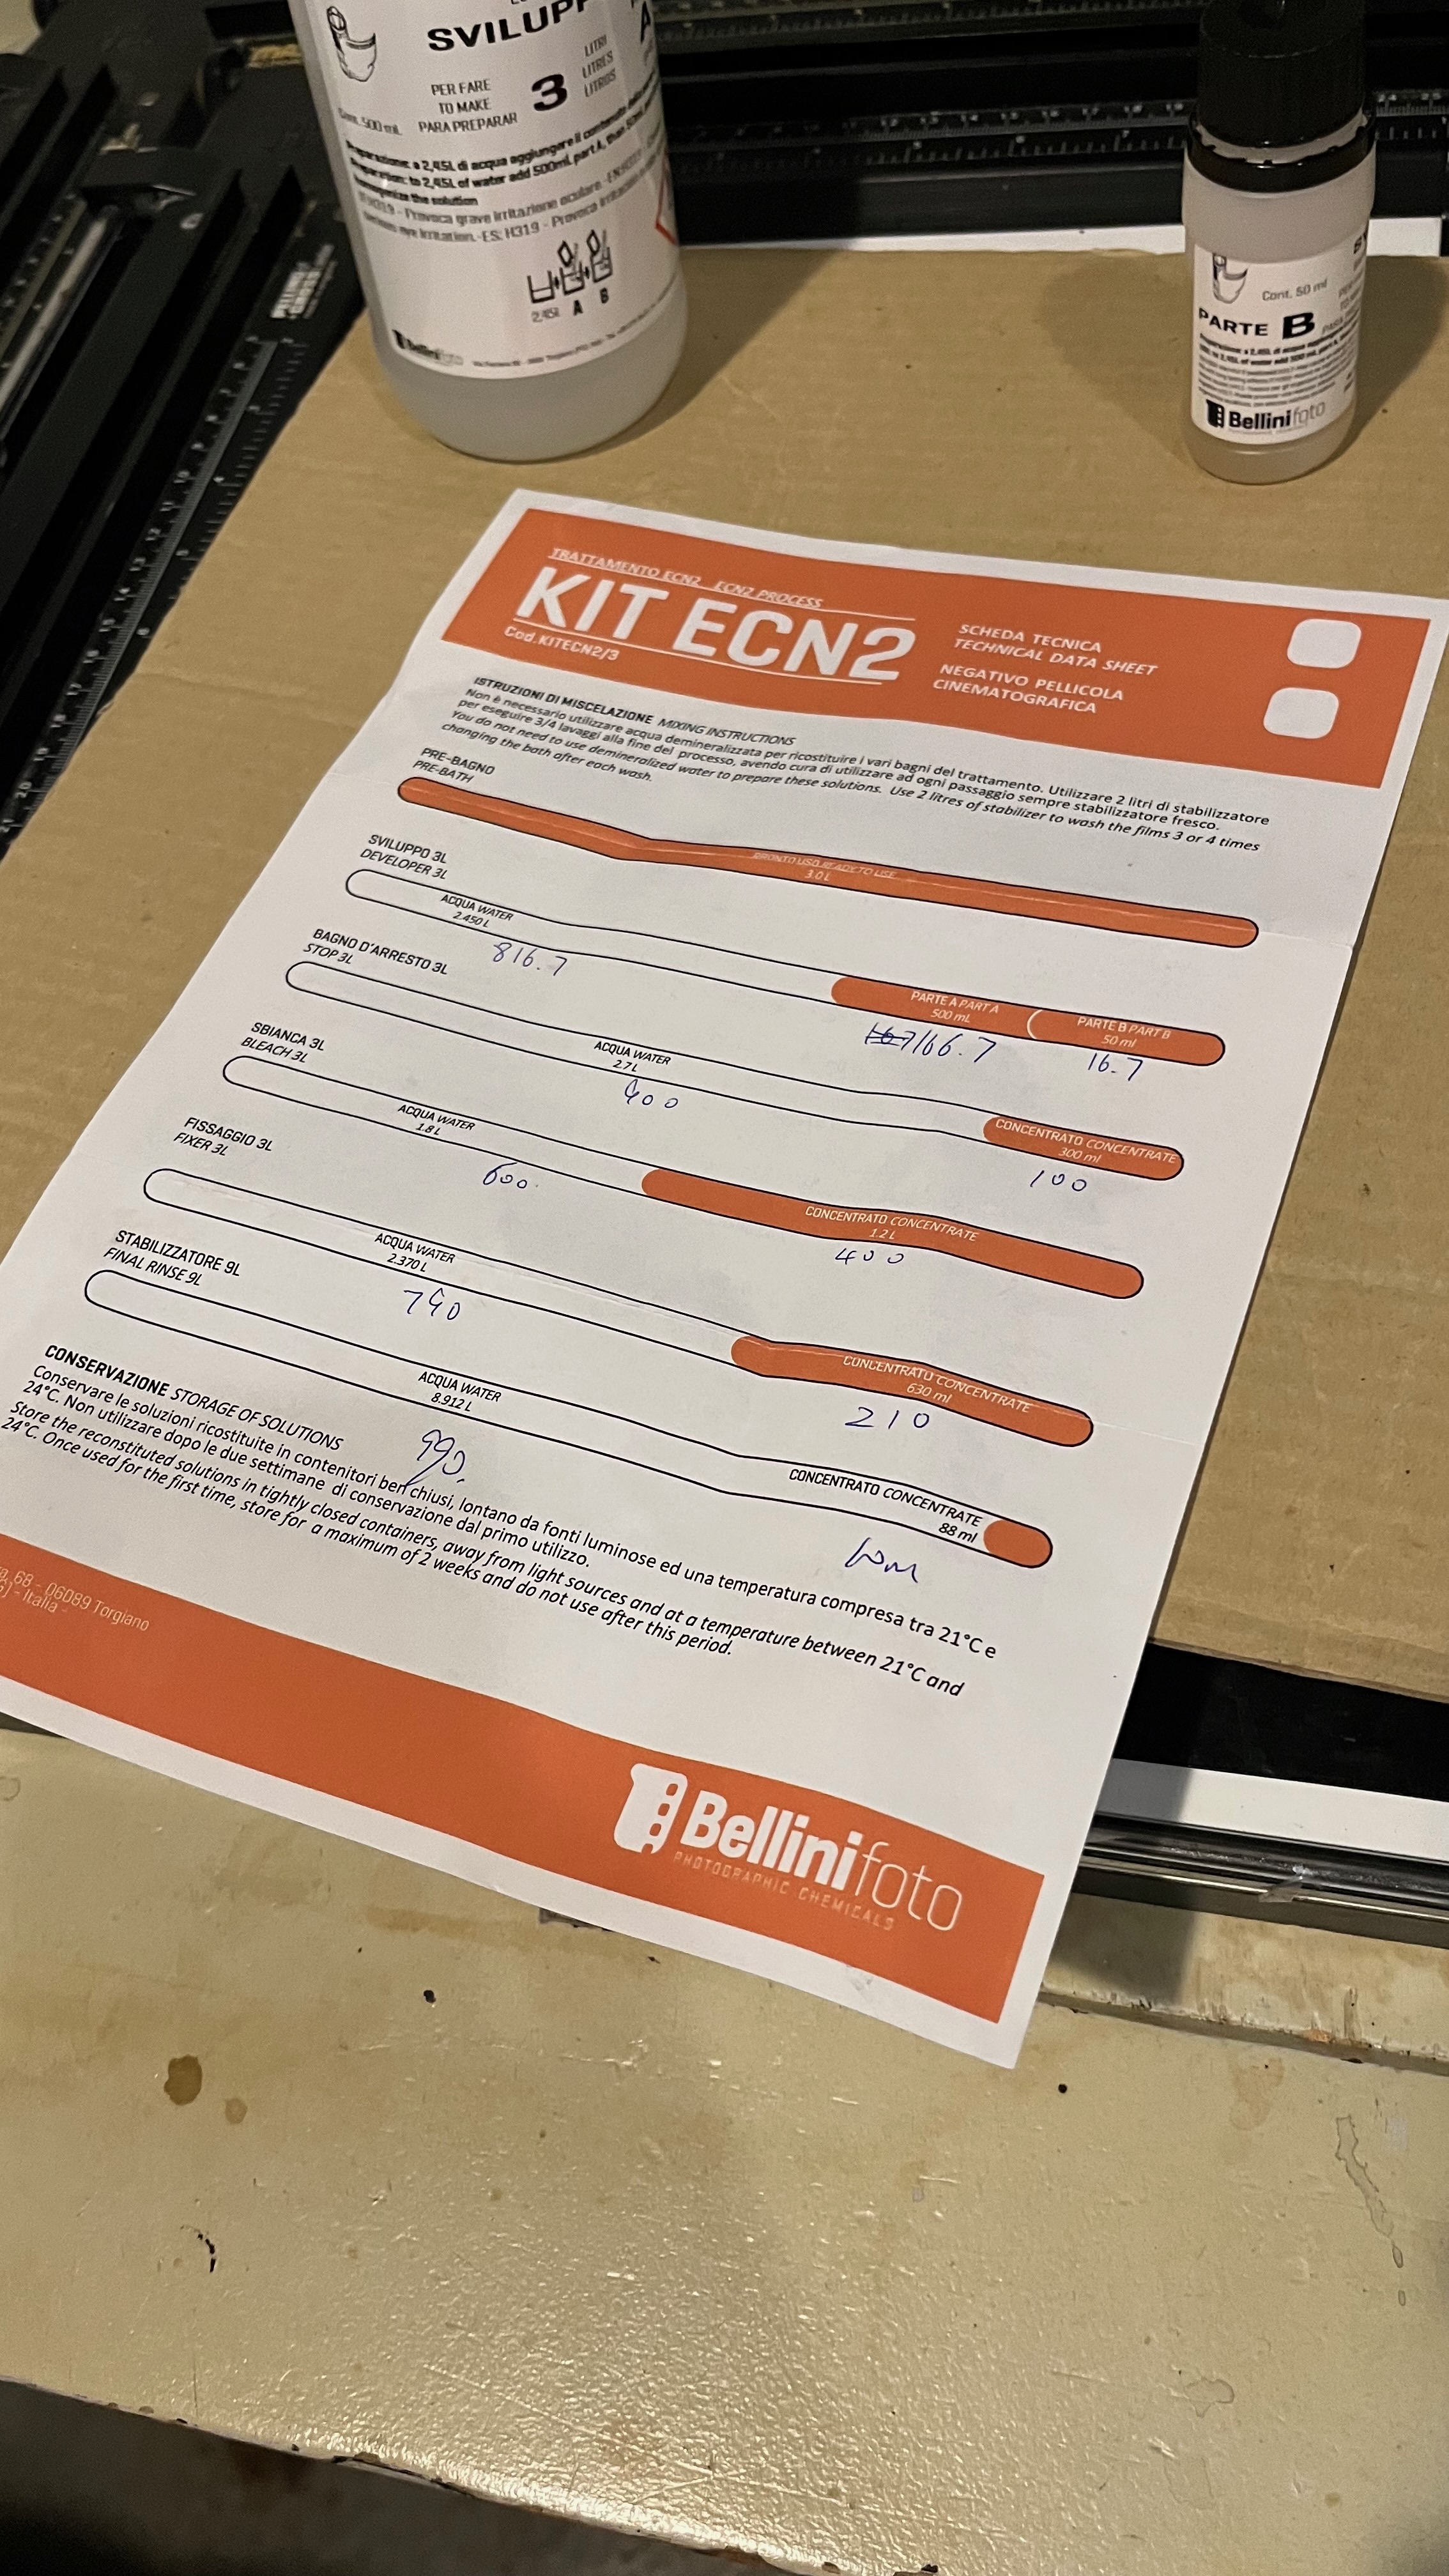 SVILUPP
PER FARE
TO MAKE
PARA PREPARAR
3
LITRI
LITRES
LITROS
Cont. 500 mL
Preparazione: a 2,45L di acqua aggiungere il contenuto
Preparation: to 2,45L of water add 500mL part A, than
homogenize the solution
H319 - Provoca grave irritazione oculare
serious eye irritation.-ES: H319 - Provoca irritación
2,45L A B
Bellinifoto
Cont. 50 ml
PARTE B
Bellinifoto
TRATTAMENTO ECN2 ECN2 PROCESS
KIT ECN2
Cod. KITECN2/3
SCHEDA TECNICA
TECHNICAL DATA SHEET
NEGATIVO PELLICOLA
CINEMATOGRAFICA
ISTRUZIONI DI MISCELAZIONE MIXING INSTRUCTIONS
Non è necessario utilizzare acqua demineralizzata per ricostituire i vari bagni del trattamento. Utilizzare 2 litri di stabilizzatore
per eseguire 3/4 lavaggi alla fine del processo, avendo cura di utilizzare ad ogni passaggio sempre stabilizzatore fresco.
You do not need to use demineralized water to prepare these solutions. Use 2 litres of stabilizer to wash the films 3 or 4 times
changing the bath after each wash.
PRE-BAGNO
PRE-BATH
PRONTO USO READY TO USE
3.0 L
SVILUPPO 3L
DEVELOPER 3L
ACQUA WATER
2.450 L
816.7
PARTE A PART A
500 mL
166.7
PARTE B PART B
50 ml
16.7
BAGNO D'ARRESTO 3L
STOP 3L
ACQUA WATER
2.7 L
900
CONCENTRATO CONCENTRATE
300 ml
100
SBIANCA 3L
BLEACH 3L
ACQUA WATER
1.8 L
600
CONCENTRATO CONCENTRATE
1.2 L
400
FISSAGGIO 3L
FIXER 3L
ACQUA WATER
2.370 L
790
CONCENTRATO CONCENTRATE
630 ml
210
STABILIZZATORE 9L
FINAL RINSE 9L
ACQUA WATER
8.912 L
990.
CONCENTRATO CONCENTRATE
88 ml
CONSERVAZIONE STORAGE OF SOLUTIONS
Conservare le soluzioni ricostituite in contenitori ben chiusi, lontano da fonti luminose ed una temperatura compresa tra 21°C e
24°C. Non utilizzare dopo le due settimane di conservazione dal primo utilizzo.
Store the reconstituted solutions in tightly closed containers, away from light sources and at a temperature between 21°C and
24°C. Once used for the first time, store for a maximum of 2 weeks and do not use after this period.
68 - 06089 Torgiano
- Italia -
Bellinifoto
PHOTOGRAPHIC CHEMICALS